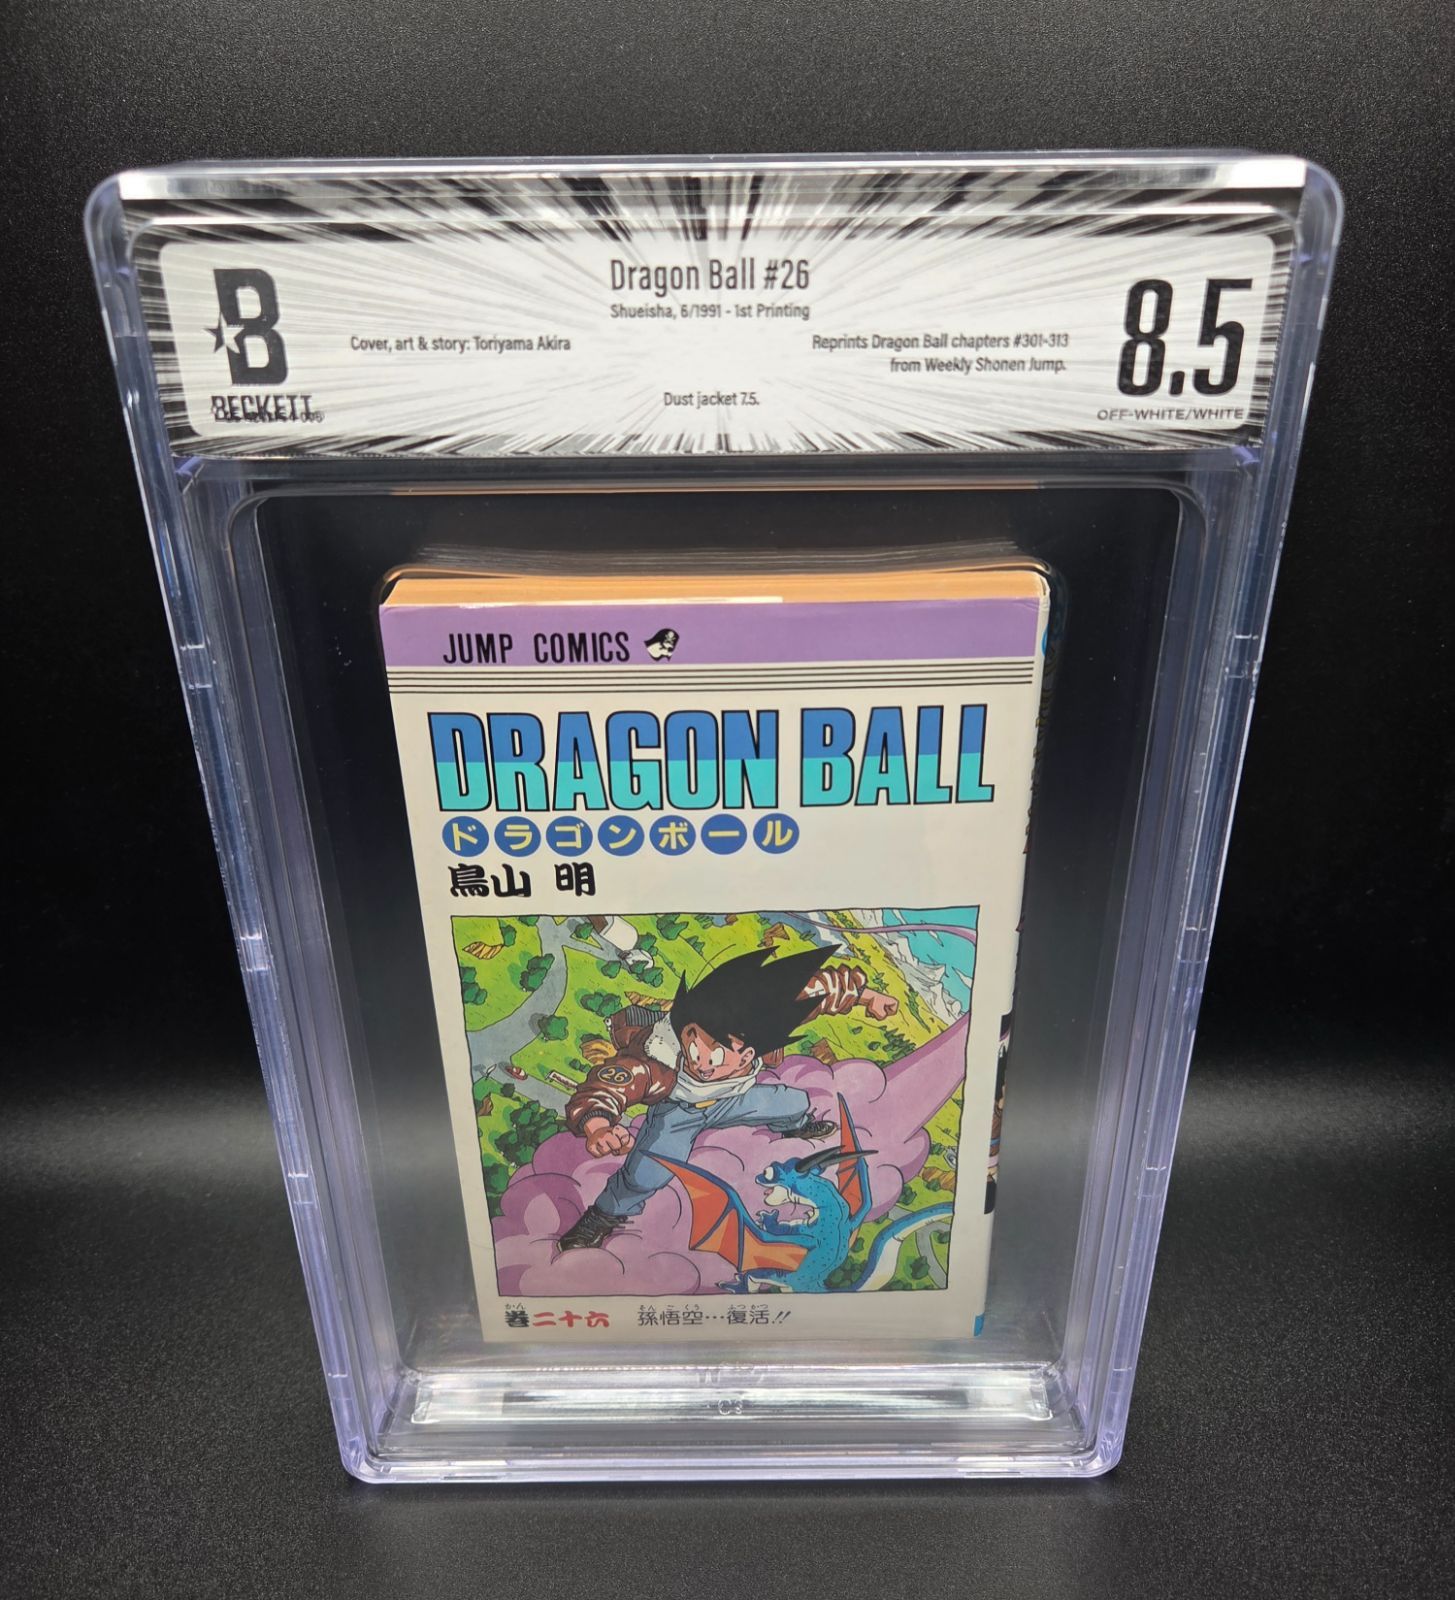 Dragon Ball #26
Shueisha, 6/1991 - 1st Printing
Cover, art & story: Toriyama Akira
Reprints Dragon Ball chapters #301-313
from Weekly Shonen Jump.
Dust jacket 7.5.
B
BECKETT
8.5
OFF-WHITE/WHITE
JUMP COMICS
DRAGON BALL
ドラゴンボール
鳥山 明
26
巻二十六 孫悟空…復活!!